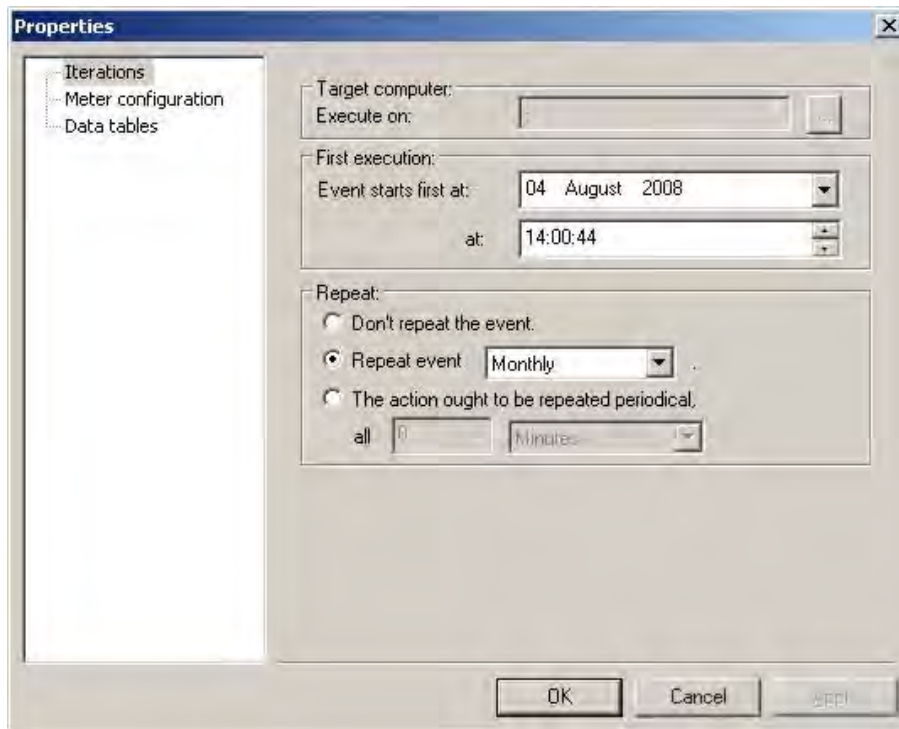 Properties
Iterations
Meter configuration
Data tables
Target computer:
Execute on:
...
First execution:
Event starts first at:
04 August 2008
at:
14:00:44
Repeat:
Don't repeat the event.
Repeat event
Monthly
.
The action ought to be repeated periodical,
all
0
Minutes
OK
Cancel